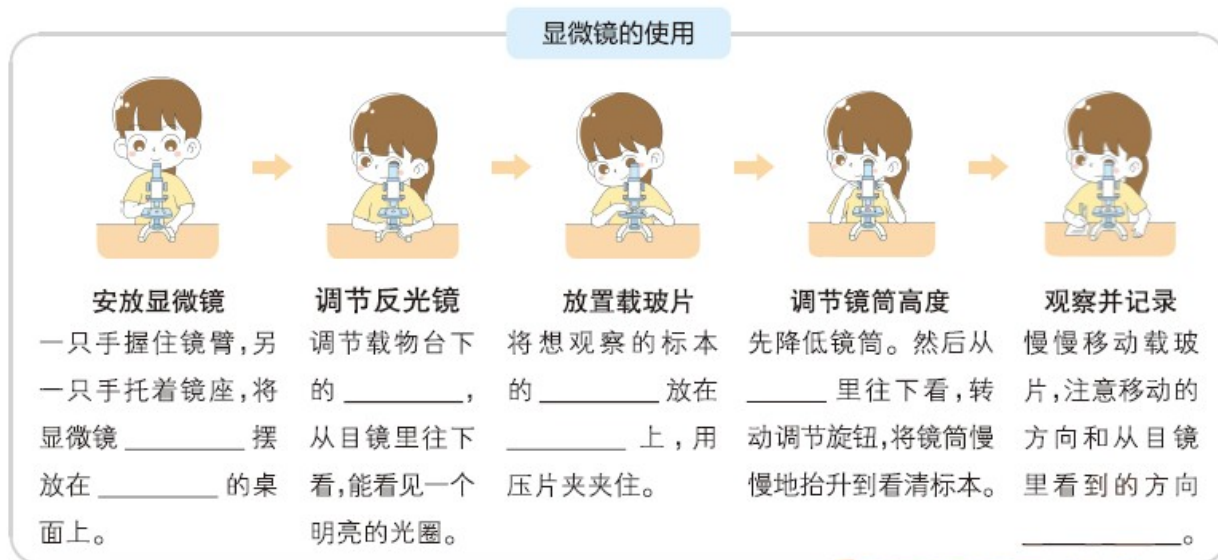 显微镜的使用
安放显微镜
一只手握住镜臂,另
一只手托着镜座,将
显微镜 ________ 摆
放在 ________ 的桌
面上。
调节反光镜
调节载物台下
的 ________,
从目镜里往下
看,能看见一个
明亮的光圈。
放置载玻片
将想观察的标本
的 ________ 放在
________ 上,用
压片夹夹住。
调节镜筒高度
先降低镜筒。然后从
______ 里往下看,转
动调节旋钮,将镜筒慢
慢地抬升到看清标本。
观察并记录
慢慢移动载玻
片,注意移动的
方向和从目镜
里看到的方向
________。